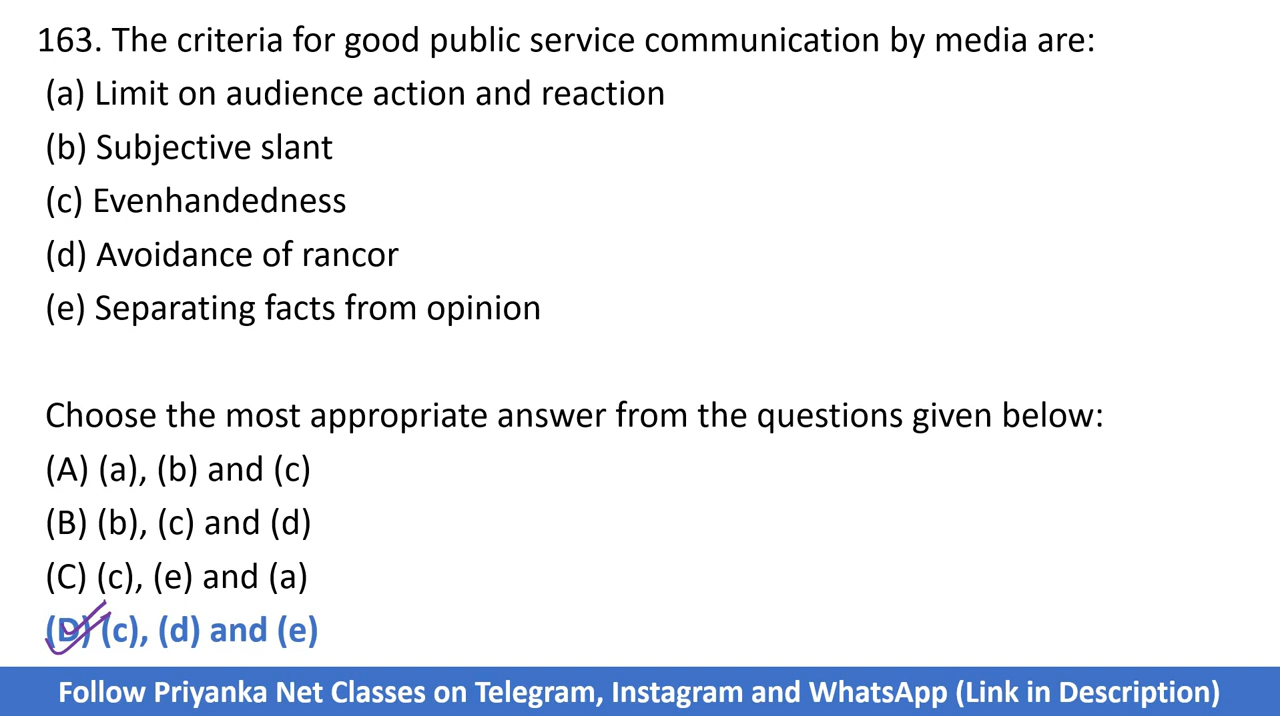 163. The criteria for good public service communication by media are:
(a) Limit on audience action and reaction
(b) Subjective slant
(c) Evenhandedness
(d) Avoidance of rancor
(e) Separating facts from opinion
Choose the most appropriate answer from the questions given below:
(A) (a), (b) and (c)
(B) (b), (c) and (d)
(C) (c), (e) and (a)
(D) (c), (d) and (e)
Follow Priyanka Net Classes on Telegram, Instagram and WhatsApp (Link in Description)